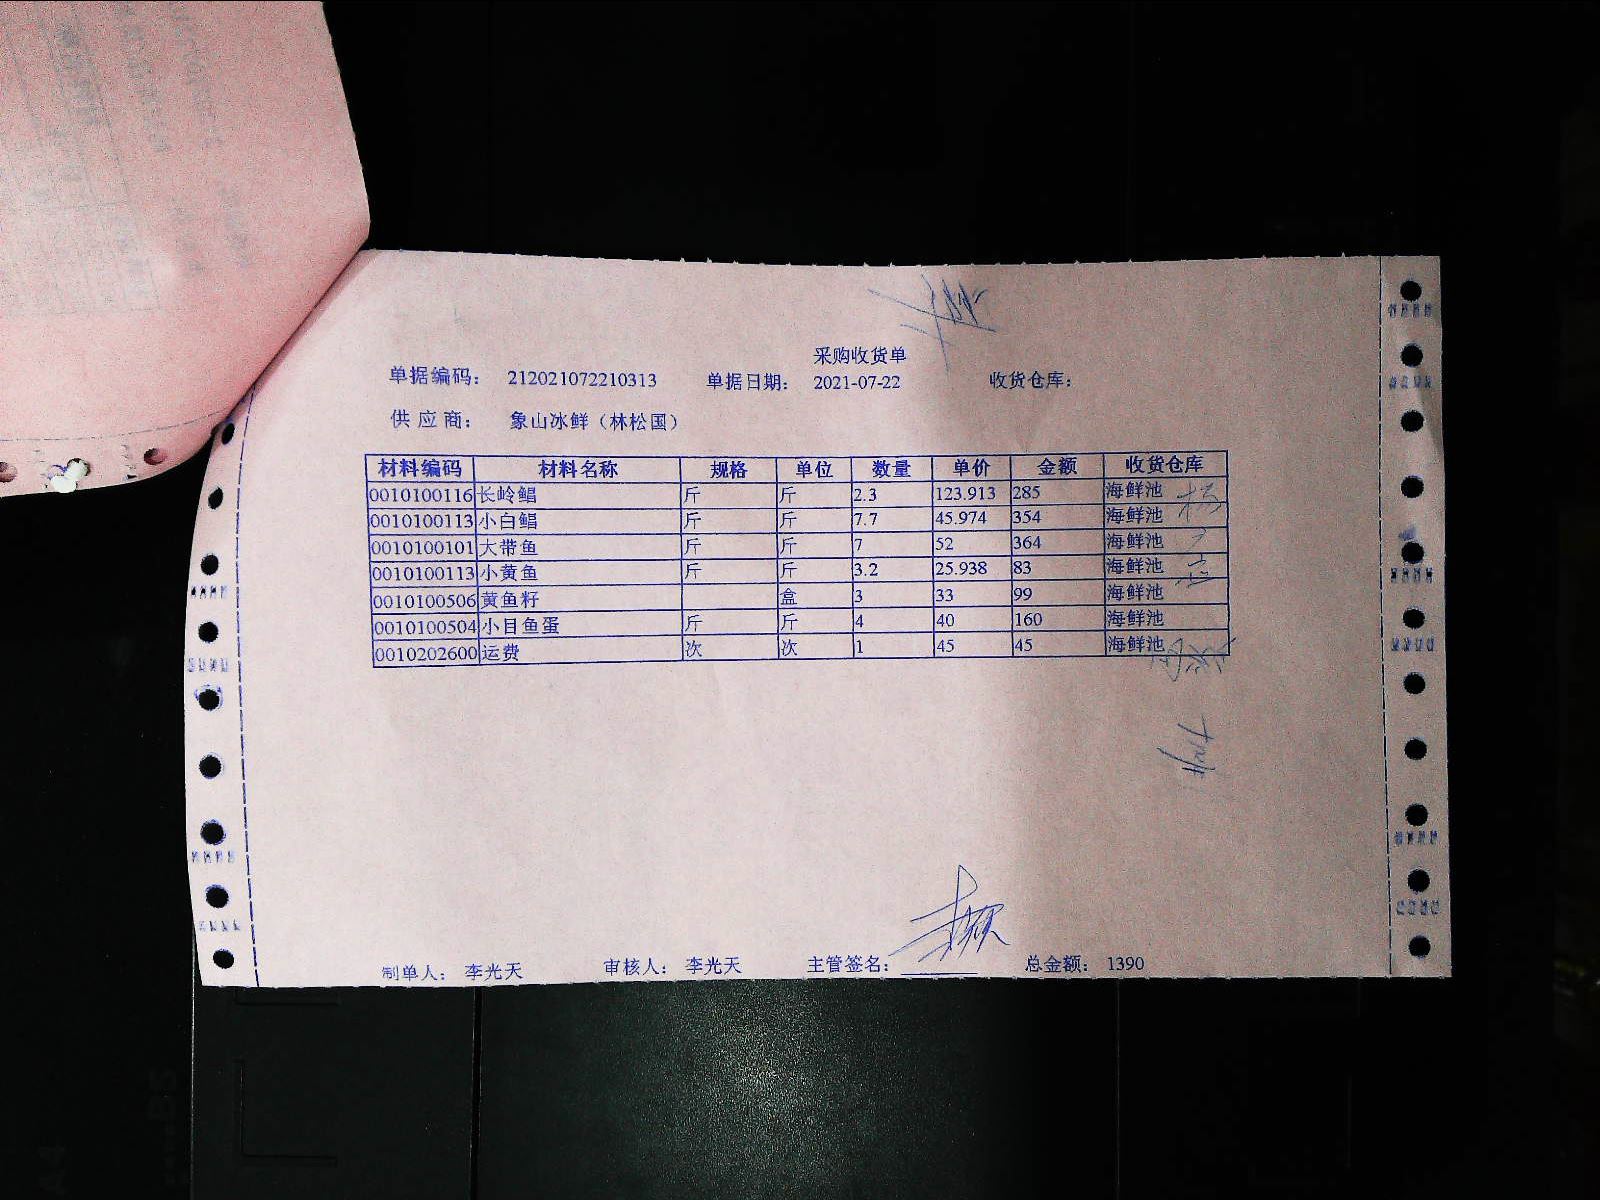 采购收货单
单据编码： 212021072210313 单据日期： 2021-07-22 收货仓库：
供应商： 象山冰鲜（林松国）
材料编码 材料名称 规格 单位 数量 单价 金额 收货仓库
0010100116 长岭鲳 斤 斤 2.3 123.913 285 海鲜池
0010100113 小白鲳 斤 斤 7.7 45.974 354 海鲜池
0010100101 大带鱼 斤 斤 7 52 364 海鲜池
0010100113 小黄鱼 斤 斤 3.2 25.938 83 海鲜池
0010100506 黄鱼籽 盒 3 33 99 海鲜池
0010100504 小目鱼蛋 斤 斤 4 40 160 海鲜池
0010202600 运费 次 次 1 45 45 海鲜池
制单人： 李光天 审核人： 李光天 主管签名： 总金额： 1390